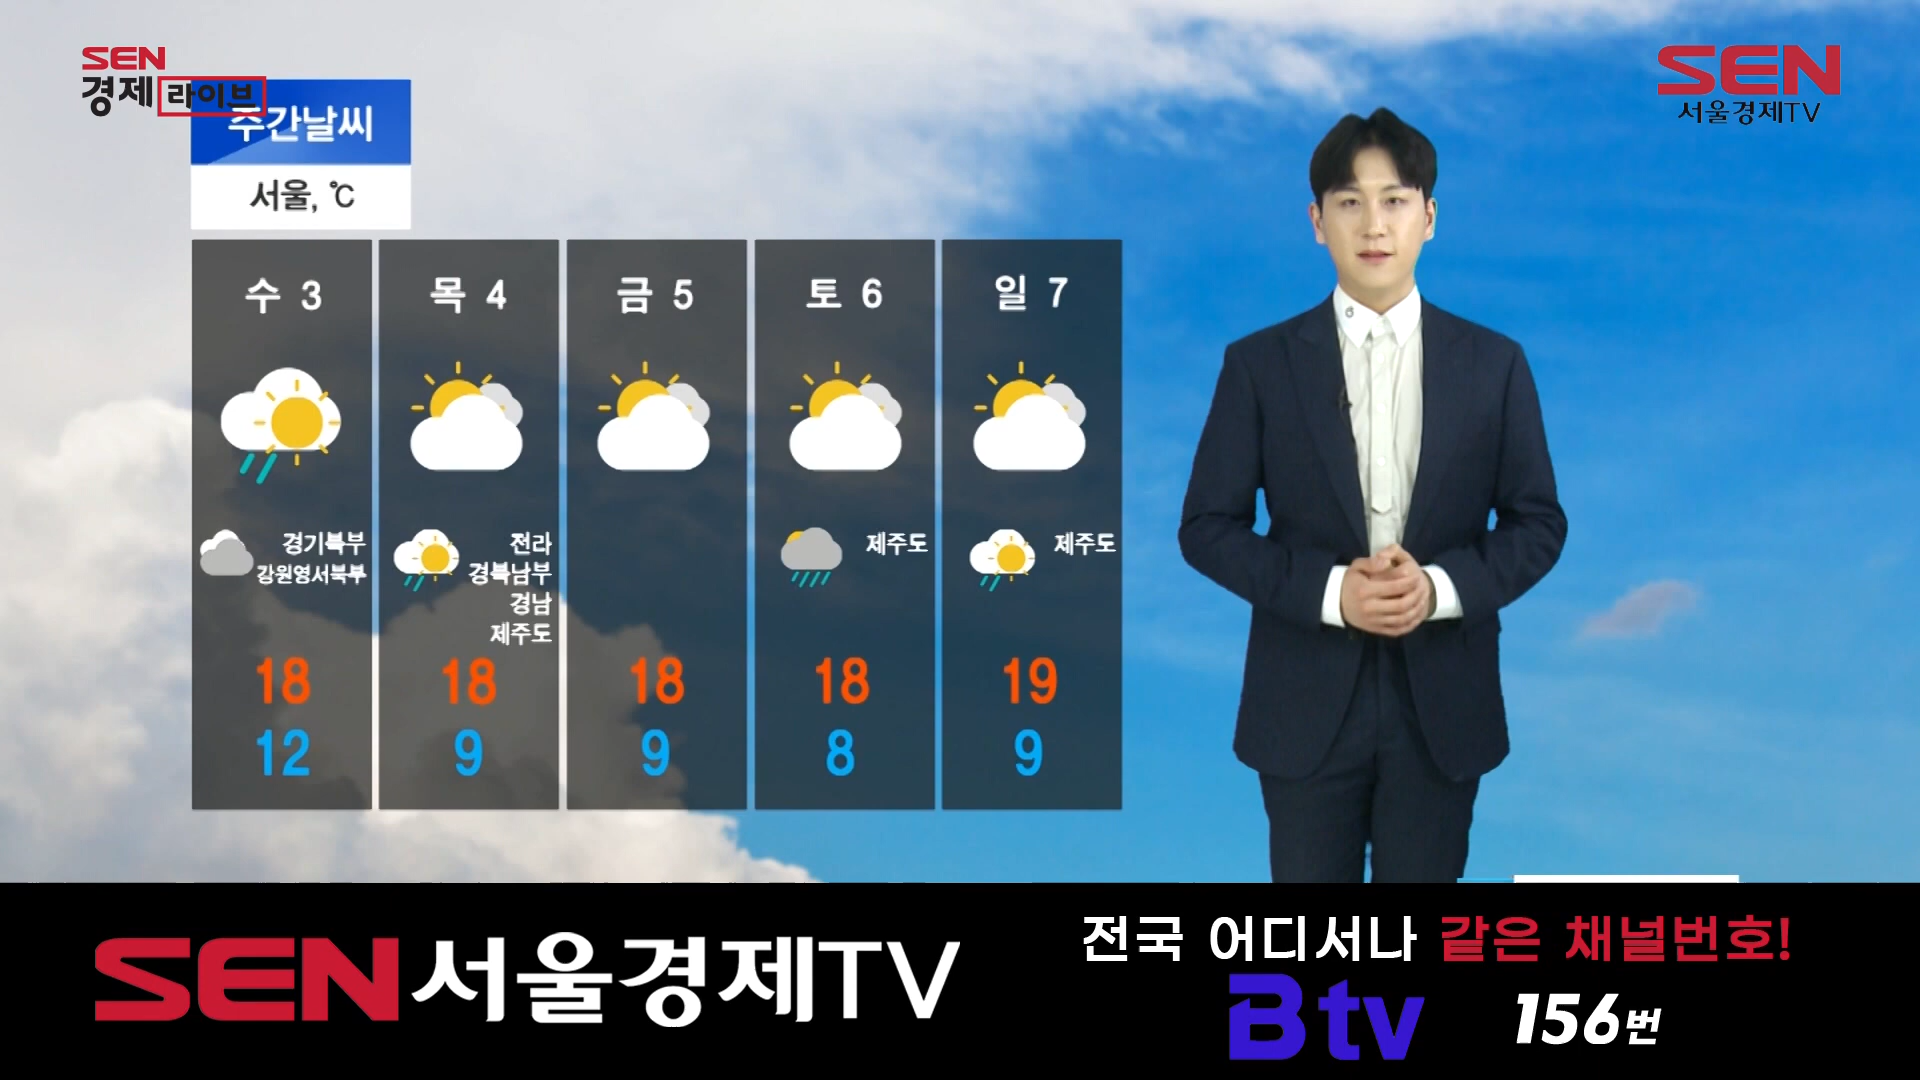 SEN
경제라이브
주간날씨
서울, ℃
SEN
서울경제TV
수 3
목 4
금 5
토 6
일 7
경기북부
강원영서북부
전라
경북남부
경남
제주도
제주도
제주도
18
18
18
18
19
12
9
9
8
9
SEN서울경제TV
전국 어디서나 같은 채널번호!
B tv
156번